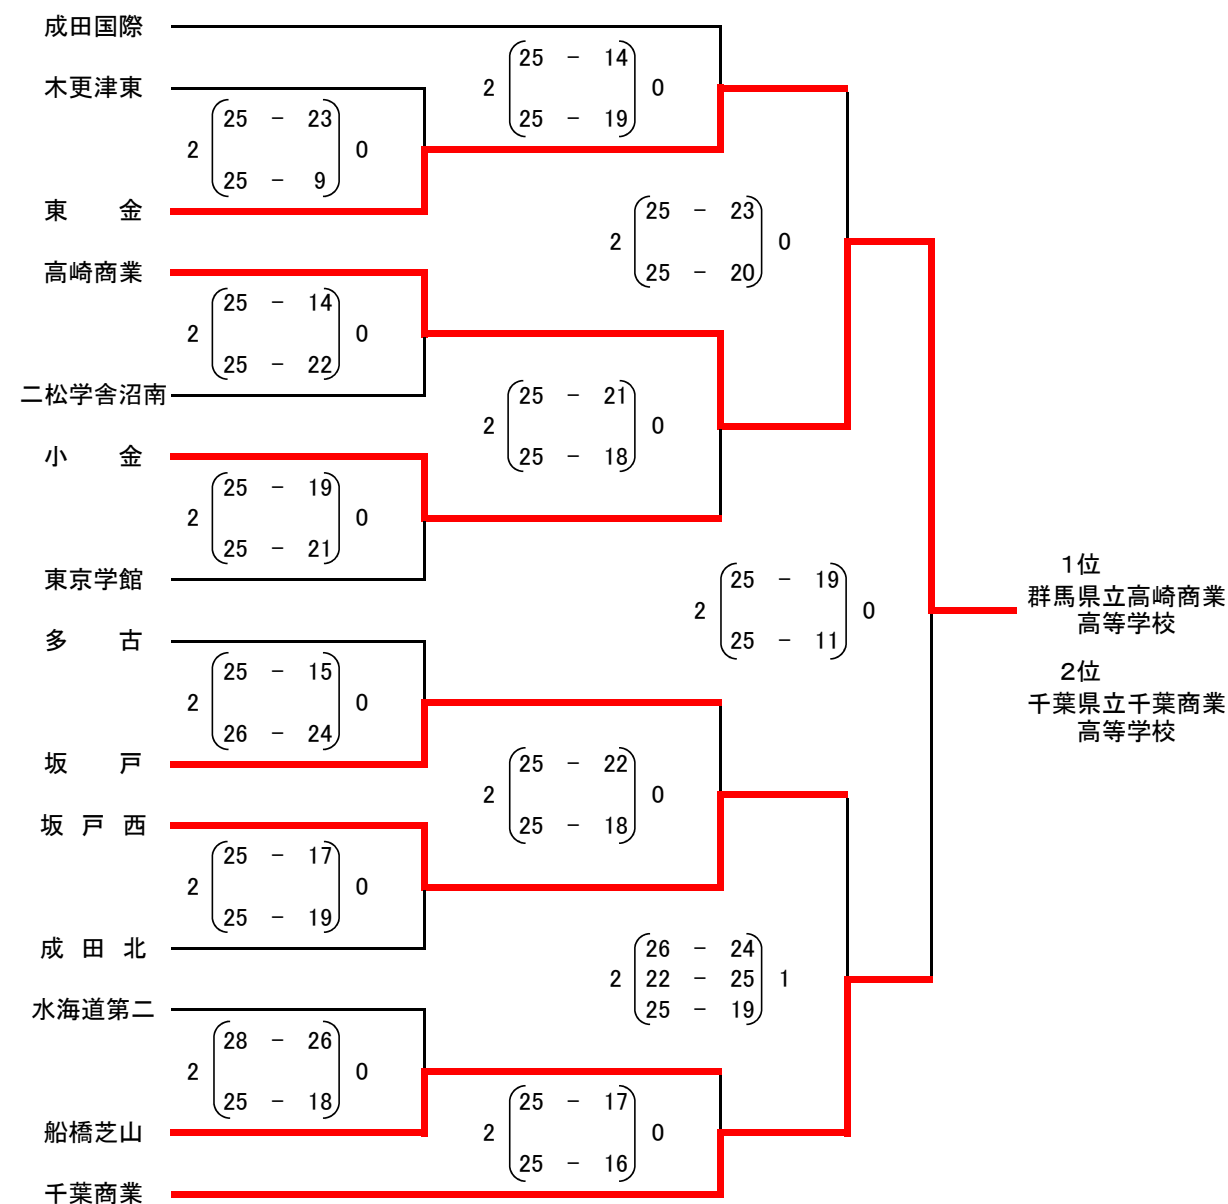 成田国際
25 － 14
木更津東
2 0
25 － 23
25 － 19
2 0
25 － 9
東　　金
25 － 23
2 0
高崎商業
25 － 20
25 － 14
2 0
25 － 22
二松学舎沼南
25 － 21
2 0
小　　金
25 － 18
25 － 19
2 0
25 － 21
東京学館
25 － 19
2 0
25 － 11
1位
群馬県立高崎商業
高等学校
2位
千葉県立千葉商業
高等学校
多　　古
25 － 15
2 0
26 － 24
坂　　戸
25 － 22
2 0
25 － 18
坂 戸 西
25 － 17
2 0
25 － 19
成 田 北
26 － 24
2 22 － 25 1
25 － 19
水海道第二
28 － 26
2 0
25 － 18
25 － 17
船橋芝山
2 0
25 － 16
千葉商業